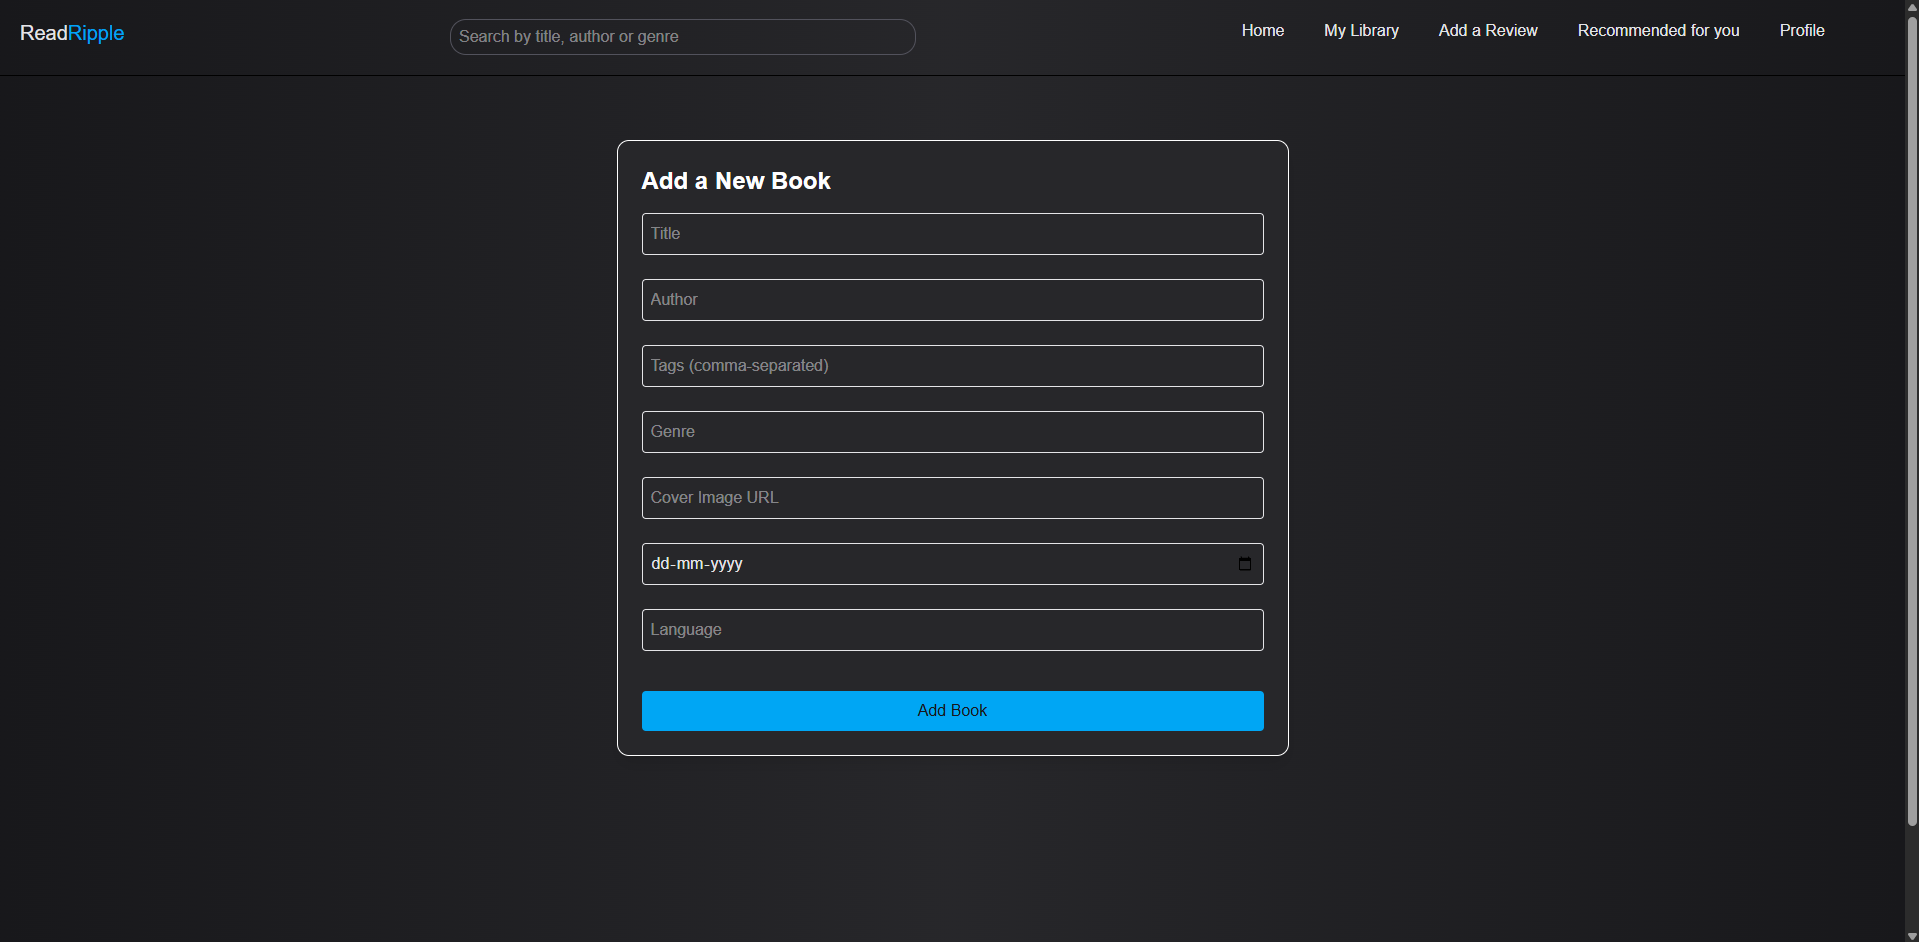 ReadRipple
Search by title, author or genre
Home
My Library
Add a Review
Recommended for you
Profile
Add a New Book
Title
Author
Tags (comma-separated)
Genre
Cover Image URL
dd-mm-yyyy
Language
Add Book